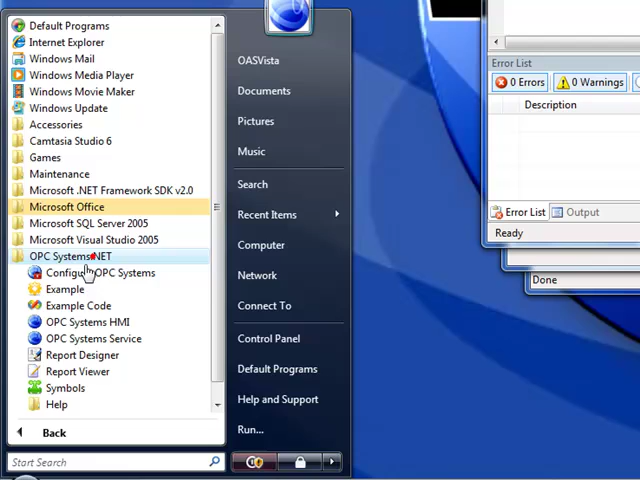 Default Programs
Internet Explorer
Windows Mail
Windows Media Player
Windows Movie Maker
Windows Update
Accessories
Camtasia Studio 6
Games
Maintenance
Microsoft .NET Framework SDK v2.0
Microsoft Office
Microsoft SQL Server 2005
Microsoft Visual Studio 2005
OPC Systems.NET
OPC Systems
Example
Example Code
OPC Systems HMI
OPC Systems Service
Report Designer
Report Viewer
Symbols
Help
Back
Start Search
OASVista
Documents
Pictures
Music
Search
Recent Items
Computer
Network
Connect To
Control Panel
Default Programs
Help and Support
Run...
Error List
0 Errors
0 Warnings
Description
Error List
Output
Ready
Done